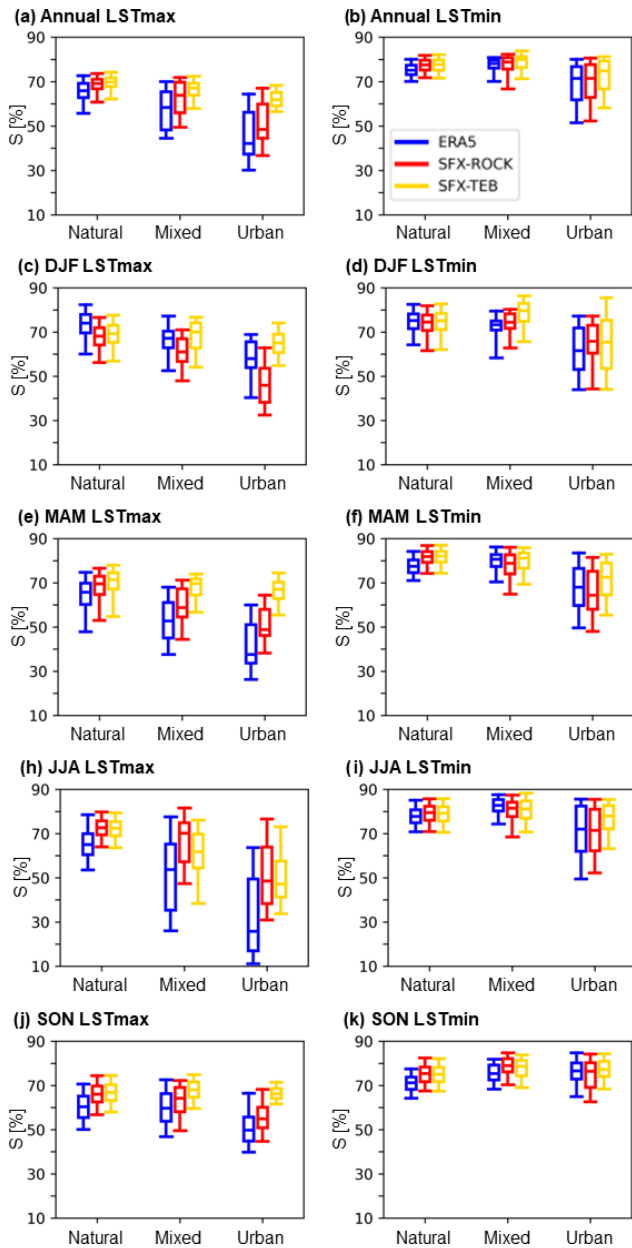 (a) Annual LSTmax
(b) Annual LSTmin
90
70
S [%]
50
30
10
Natural Mixed Urban
90
70
50
30
10
ERA5
SFX-ROCK
SFX-TEB
Natural Mixed Urban
(c) DJF LSTmax
(d) DJF LSTmin
90
70
S [%]
50
30
10
Natural Mixed Urban
90
70
50
30
10
Natural Mixed Urban
(e) MAM LSTmax
(f) MAM LSTmin
90
70
S [%]
50
30
10
Natural Mixed Urban
90
70
50
30
10
Natural Mixed Urban
(h) JJA LSTmax
(i) JJA LSTmin
90
70
S [%]
50
30
10
Natural Mixed Urban
90
70
50
30
10
Natural Mixed Urban
(j) SON LSTmax
(k) SON LSTmin
90
70
S [%]
50
30
10
Natural Mixed Urban
90
70
50
30
10
Natural Mixed Urban